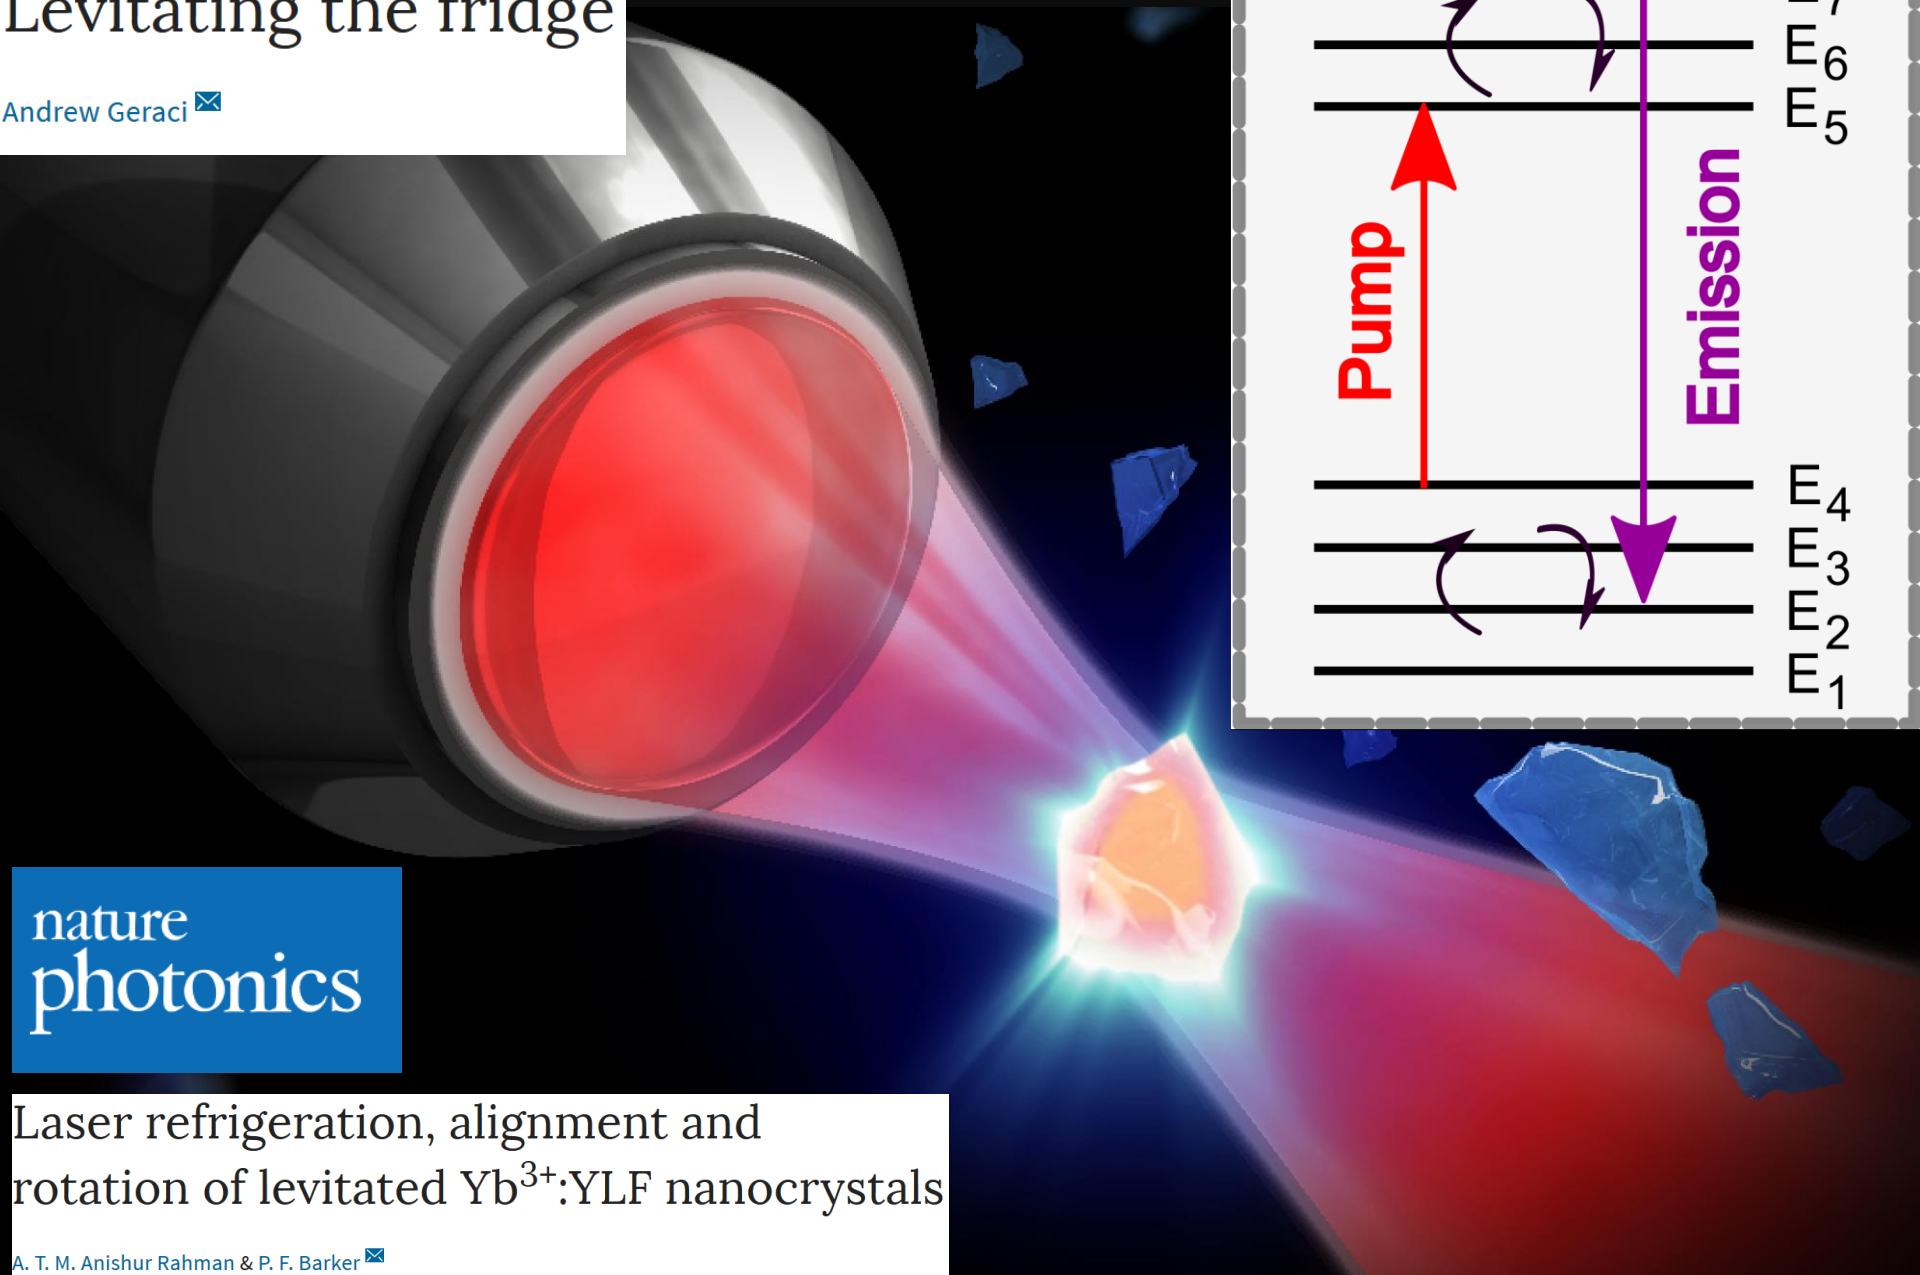 Levitating the fridge
Andrew Geraci
E7
E6
E5
Pump
Emission
E4
E3
E2
E1
nature
photonics
Laser refrigeration, alignment and
rotation of levitated Yb³⁺:YLF nanocrystals
A. T. M. Anishur Rahman & P. F. Barker